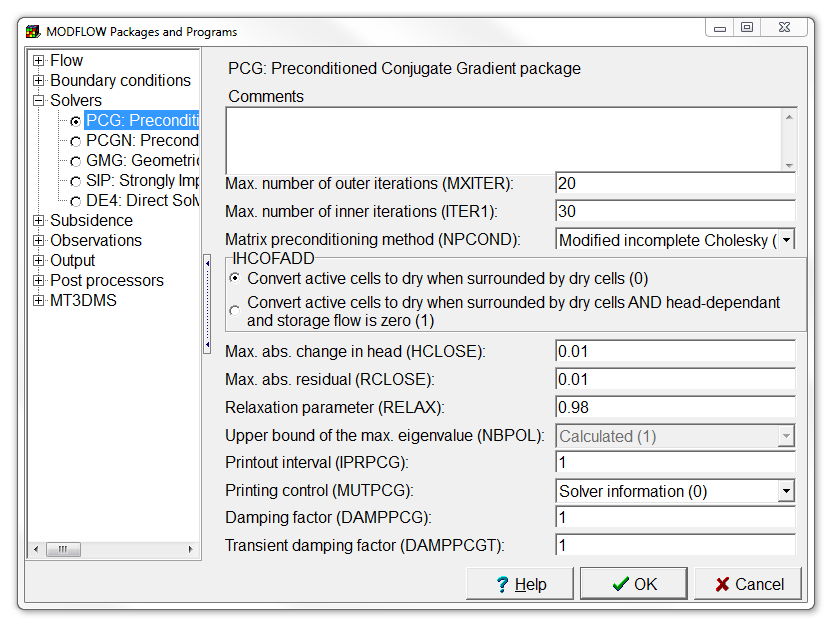 MODFLOW Packages and Programs
Flow
Boundary conditions
Solvers
PCG: Preconditi
PCGN: Precond
GMG: Geometric
SIP: Strongly Imp
DE4: Direct Solv
Subsidence
Observations
Output
Post processors
MT3DMS
PCG: Preconditioned Conjugate Gradient package
Comments
Max. number of outer iterations (MXITER): 20
Max. number of inner iterations (ITER1): 30
Matrix preconditioning method (NPCOND): Modified incomplete Cholesky (
IHCOFADD
Convert active cells to dry when surrounded by dry cells (0)
Convert active cells to dry when surrounded by dry cells AND head-dependant
and storage flow is zero (1)
Max. abs. change in head (HCLOSE): 0.01
Max. abs. residual (RCLOSE): 0.01
Relaxation parameter (RELAX): 0.98
Upper bound of the max. eigenvalue (NBPOL): Calculated (1)
Printout interval (IPRPCG): 1
Printing control (MUTPCG): Solver information (0)
Damping factor (DAMPPCG): 1
Transient damping factor (DAMPPCGT): 1
? Help
OK
Cancel